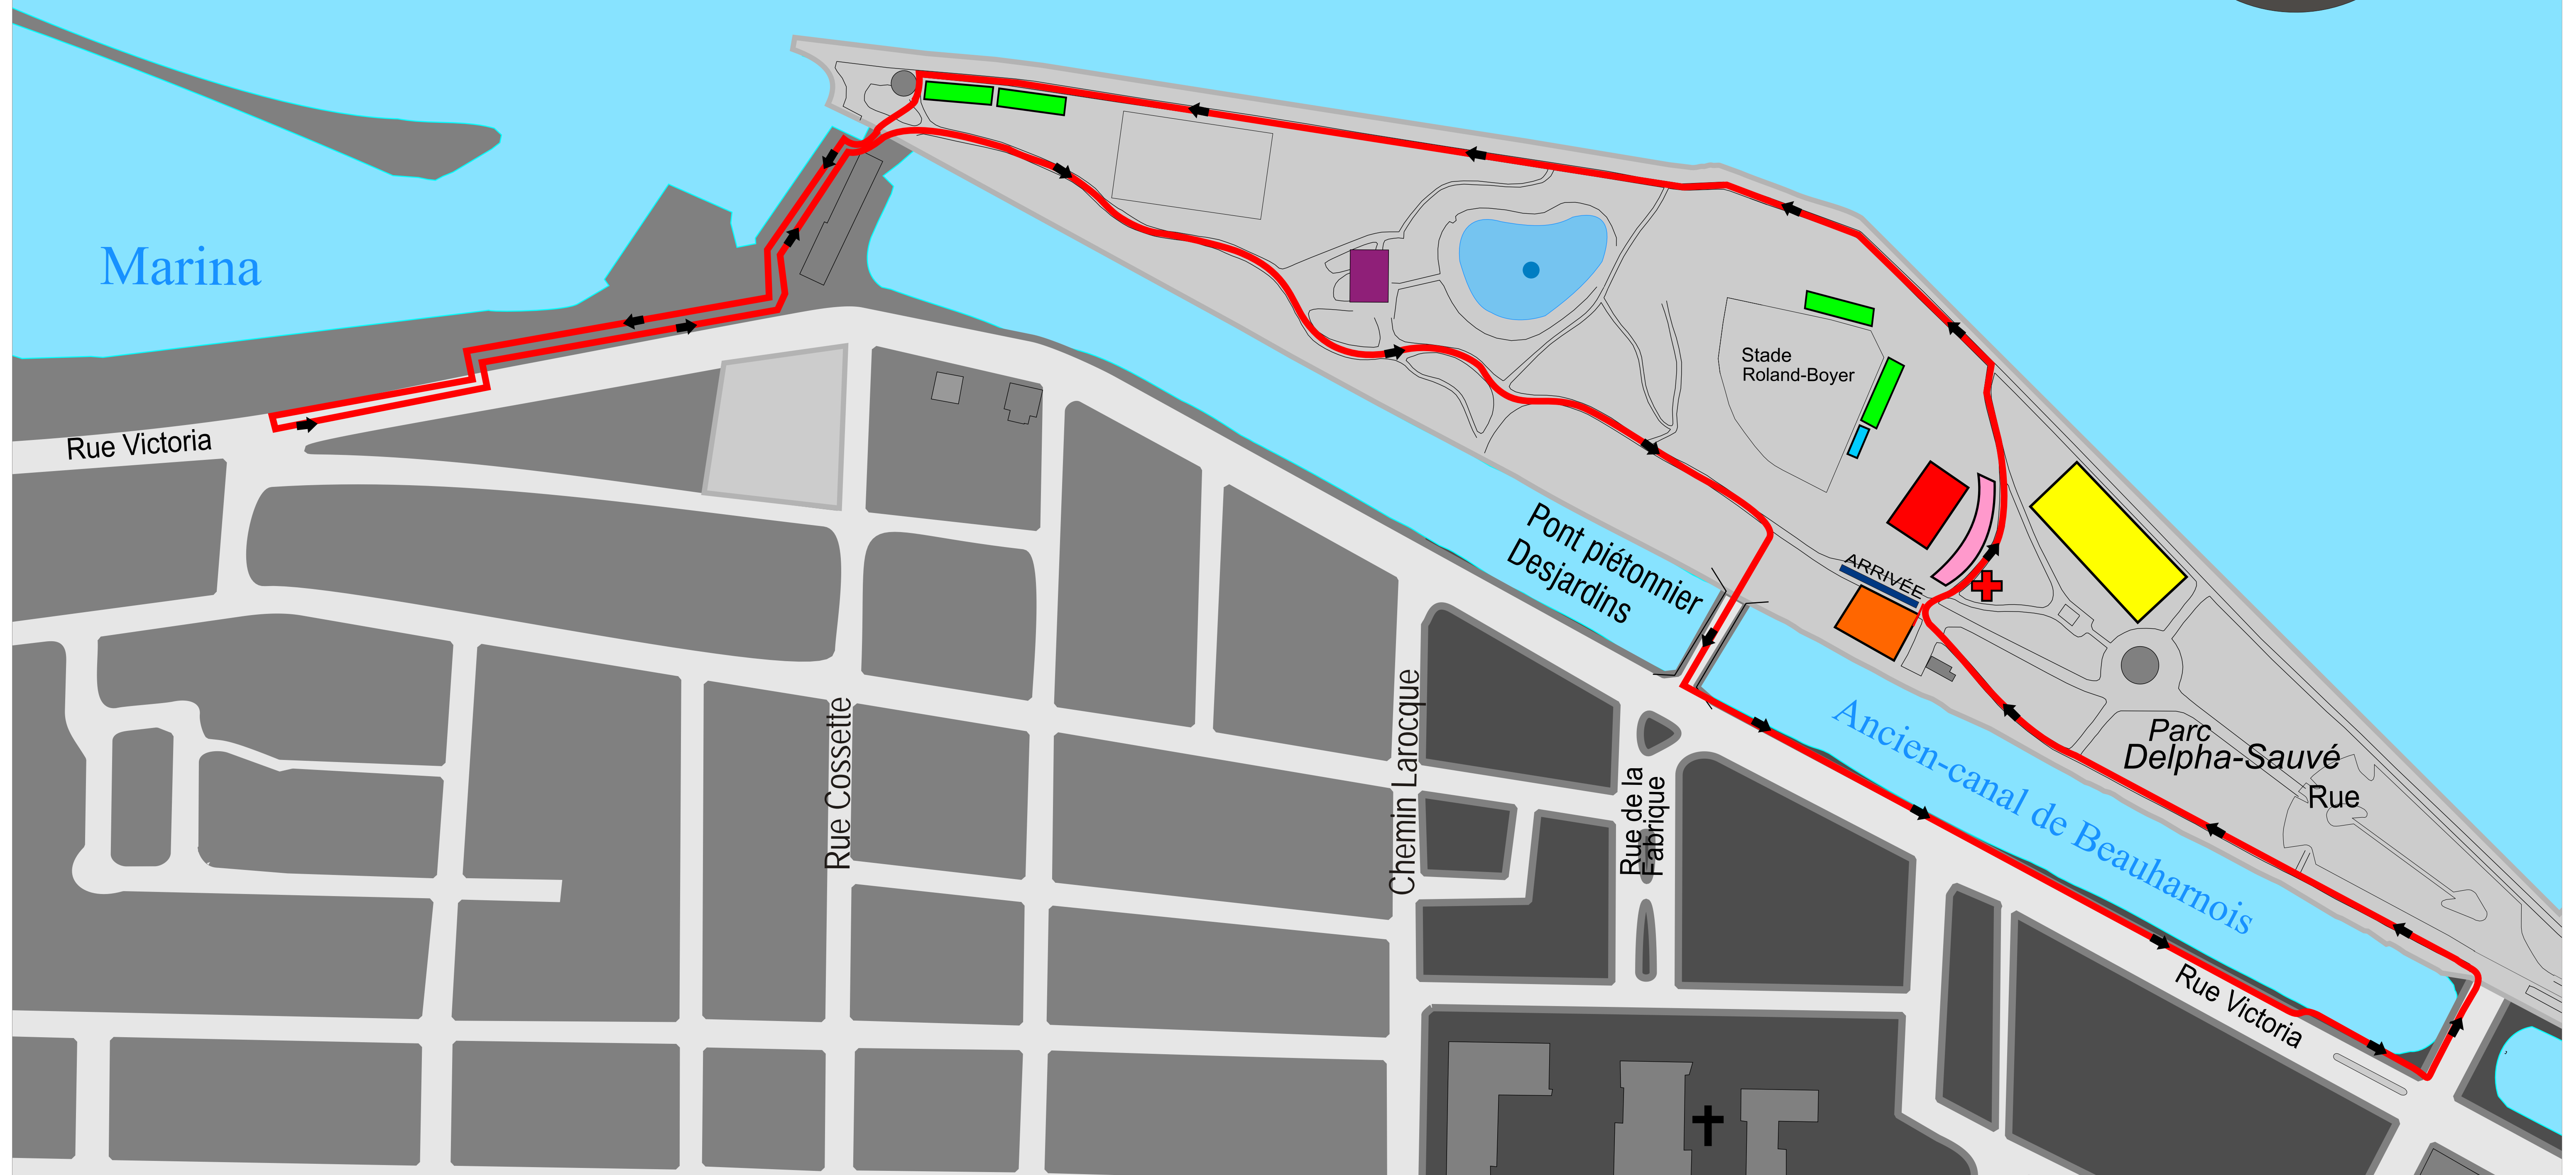 Marina
Rue Victoria
Stade
Roland-Boyer
Pont piétonnier
Desjardins
ARRIVÉE
Parc
Delpha-Sauvé
Rue
Ancien-canal de Beauharnois
Rue Cossette
Chemin Larocque
Rue de la
Fabrique
Rue Victoria